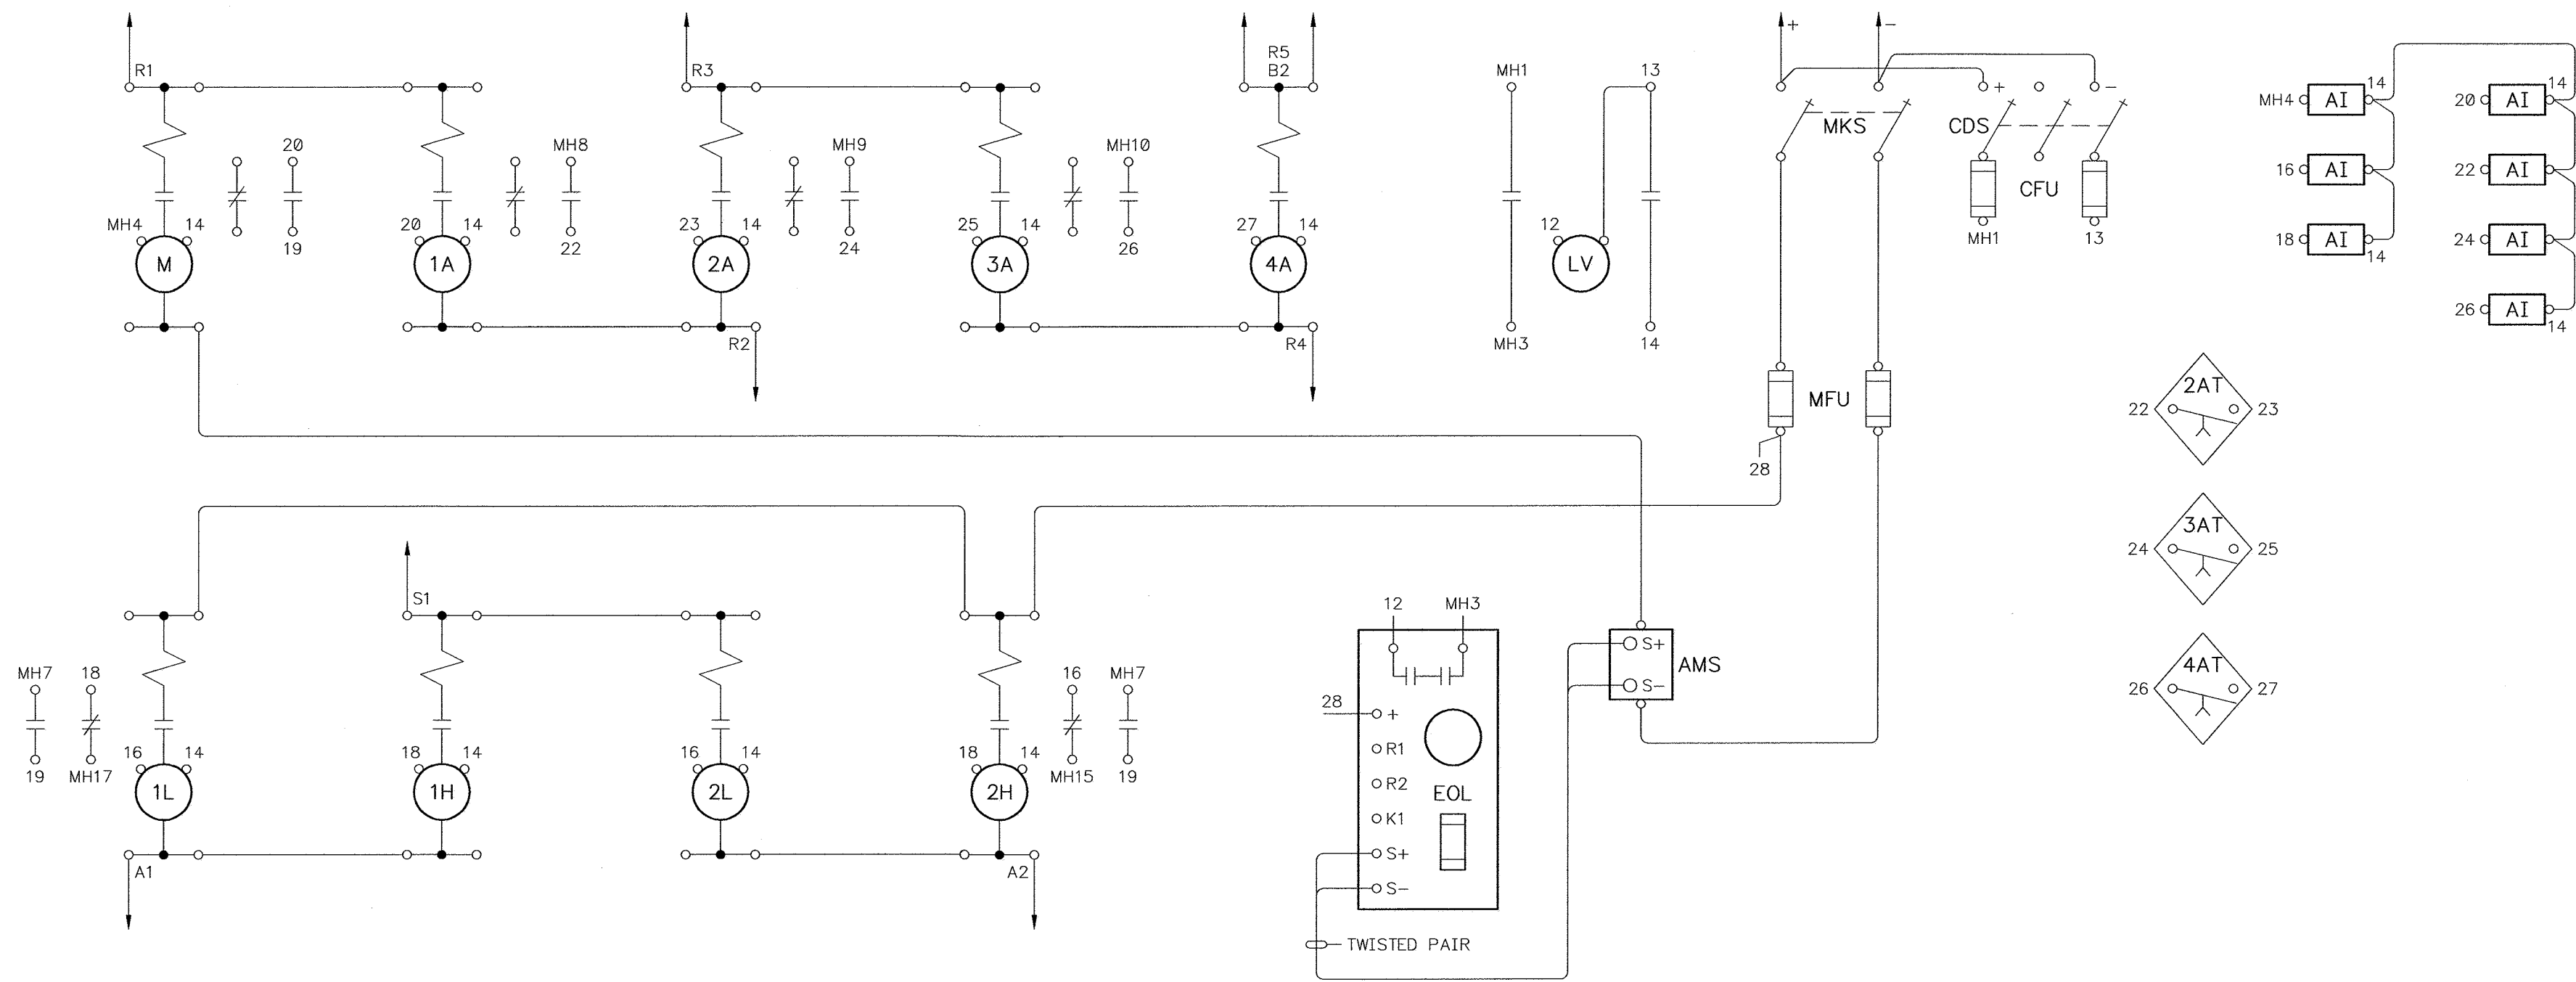 R1
R3
R5
B2
MH1
13
+
-
+
-
14
14
MH4
AI
20
AI
MKS
CDS
20
MH8
MH9
MH10
16
AI
22
AI
CFU
MH4
14
19
20
14
22
23
14
24
25
14
26
27
14
12
MH1
13
18
AI
14
24
AI
M
1A
2A
3A
4A
LV
26
AI
14
R2
R4
MH3
14
2AT
22
23
MFU
28
3AT
24
25
S1
12
MH3
S+
S-
AMS
4AT
26
27
MH7
18
16
MH7
28
+
R1
R2
K1
S+
S-
EOL
19
MH17
16
14
18
14
16
14
18
14
MH15
19
1L
1H
2L
2H
A1
A2
TWISTED PAIR